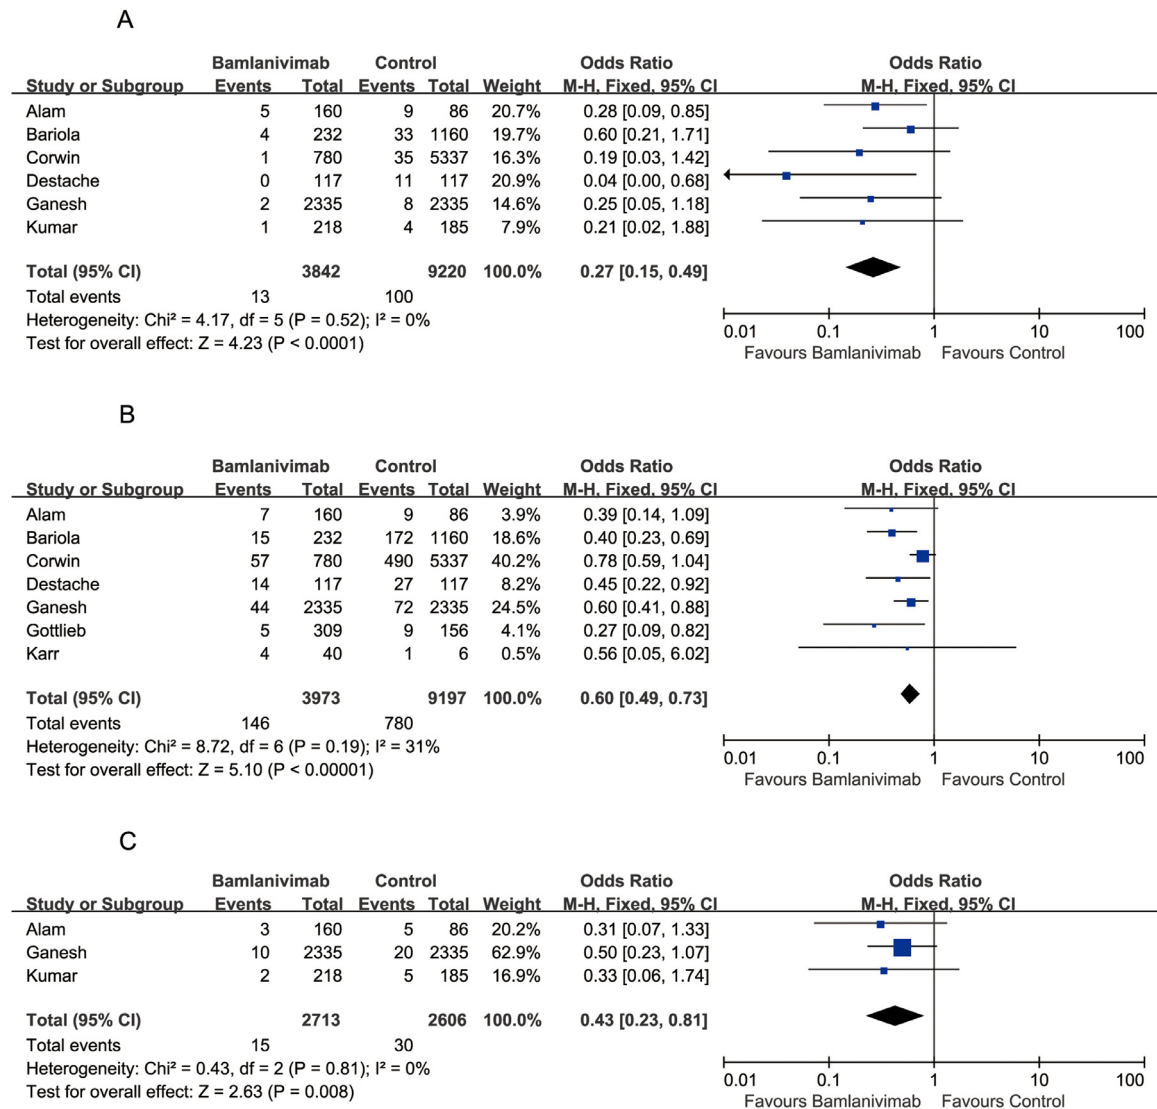 A
Bamlanivimab Control Odds Ratio Odds Ratio
Study or Subgroup Events Total Events Total Weight M-H, Fixed, 95% CI M-H, Fixed, 95% CI
Alam 5 160 9 86 20.7% 0.28 [0.09, 0.85]
Bariola 4 232 33 1160 19.7% 0.60 [0.21, 1.71]
Corwin 1 780 35 5337 16.3% 0.19 [0.03, 1.42]
Destache 0 117 11 117 20.9% 0.04 [0.00, 0.68]
Ganesh 2 2335 8 2335 14.6% 0.25 [0.05, 1.18]
Kumar 1 218 4 185 7.9% 0.21 [0.02, 1.88]
Total (95% CI) 3842 9220 100.0% 0.27 [0.15, 0.49]
Total events 13 100
Heterogeneity: Chi² = 4.17, df = 5 (P = 0.52); I² = 0%
Test for overall effect: Z = 4.23 (P < 0.0001)
0.01 0.1 1 10 100
Favours Bamlanivimab Favours Control
B
Bamlanivimab Control Odds Ratio Odds Ratio
Study or Subgroup Events Total Events Total Weight M-H, Fixed, 95% CI M-H, Fixed, 95% CI
Alam 7 160 9 86 3.9% 0.39 [0.14, 1.09]
Bariola 15 232 172 1160 18.6% 0.40 [0.23, 0.69]
Corwin 57 780 490 5337 40.2% 0.78 [0.59, 1.04]
Destache 14 117 27 117 8.2% 0.45 [0.22, 0.92]
Ganesh 44 2335 72 2335 24.5% 0.60 [0.41, 0.88]
Gottlieb 5 309 9 156 4.1% 0.27 [0.09, 0.82]
Karr 4 40 1 6 0.5% 0.56 [0.05, 6.02]
Total (95% CI) 3973 9197 100.0% 0.60 [0.49, 0.73]
Total events 146 780
Heterogeneity: Chi² = 8.72, df = 6 (P = 0.19); I² = 31%
Test for overall effect: Z = 5.10 (P < 0.00001)
0.01 0.1 1 10 100
Favours Bamlanivimab Favours Control
C
Bamlanivimab Control Odds Ratio Odds Ratio
Study or Subgroup Events Total Events Total Weight M-H, Fixed, 95% CI M-H, Fixed, 95% CI
Alam 3 160 5 86 20.2% 0.31 [0.07, 1.33]
Ganesh 10 2335 20 2335 62.9% 0.50 [0.23, 1.07]
Kumar 2 218 5 185 16.9% 0.33 [0.06, 1.74]
Total (95% CI) 2713 2606 100.0% 0.43 [0.23, 0.81]
Total events 15 30
Heterogeneity: Chi² = 0.43, df = 2 (P = 0.81); I² = 0%
Test for overall effect: Z = 2.63 (P = 0.008)
0.01 0.1 1 10 100
Favours Bamlanivimab Favours Control